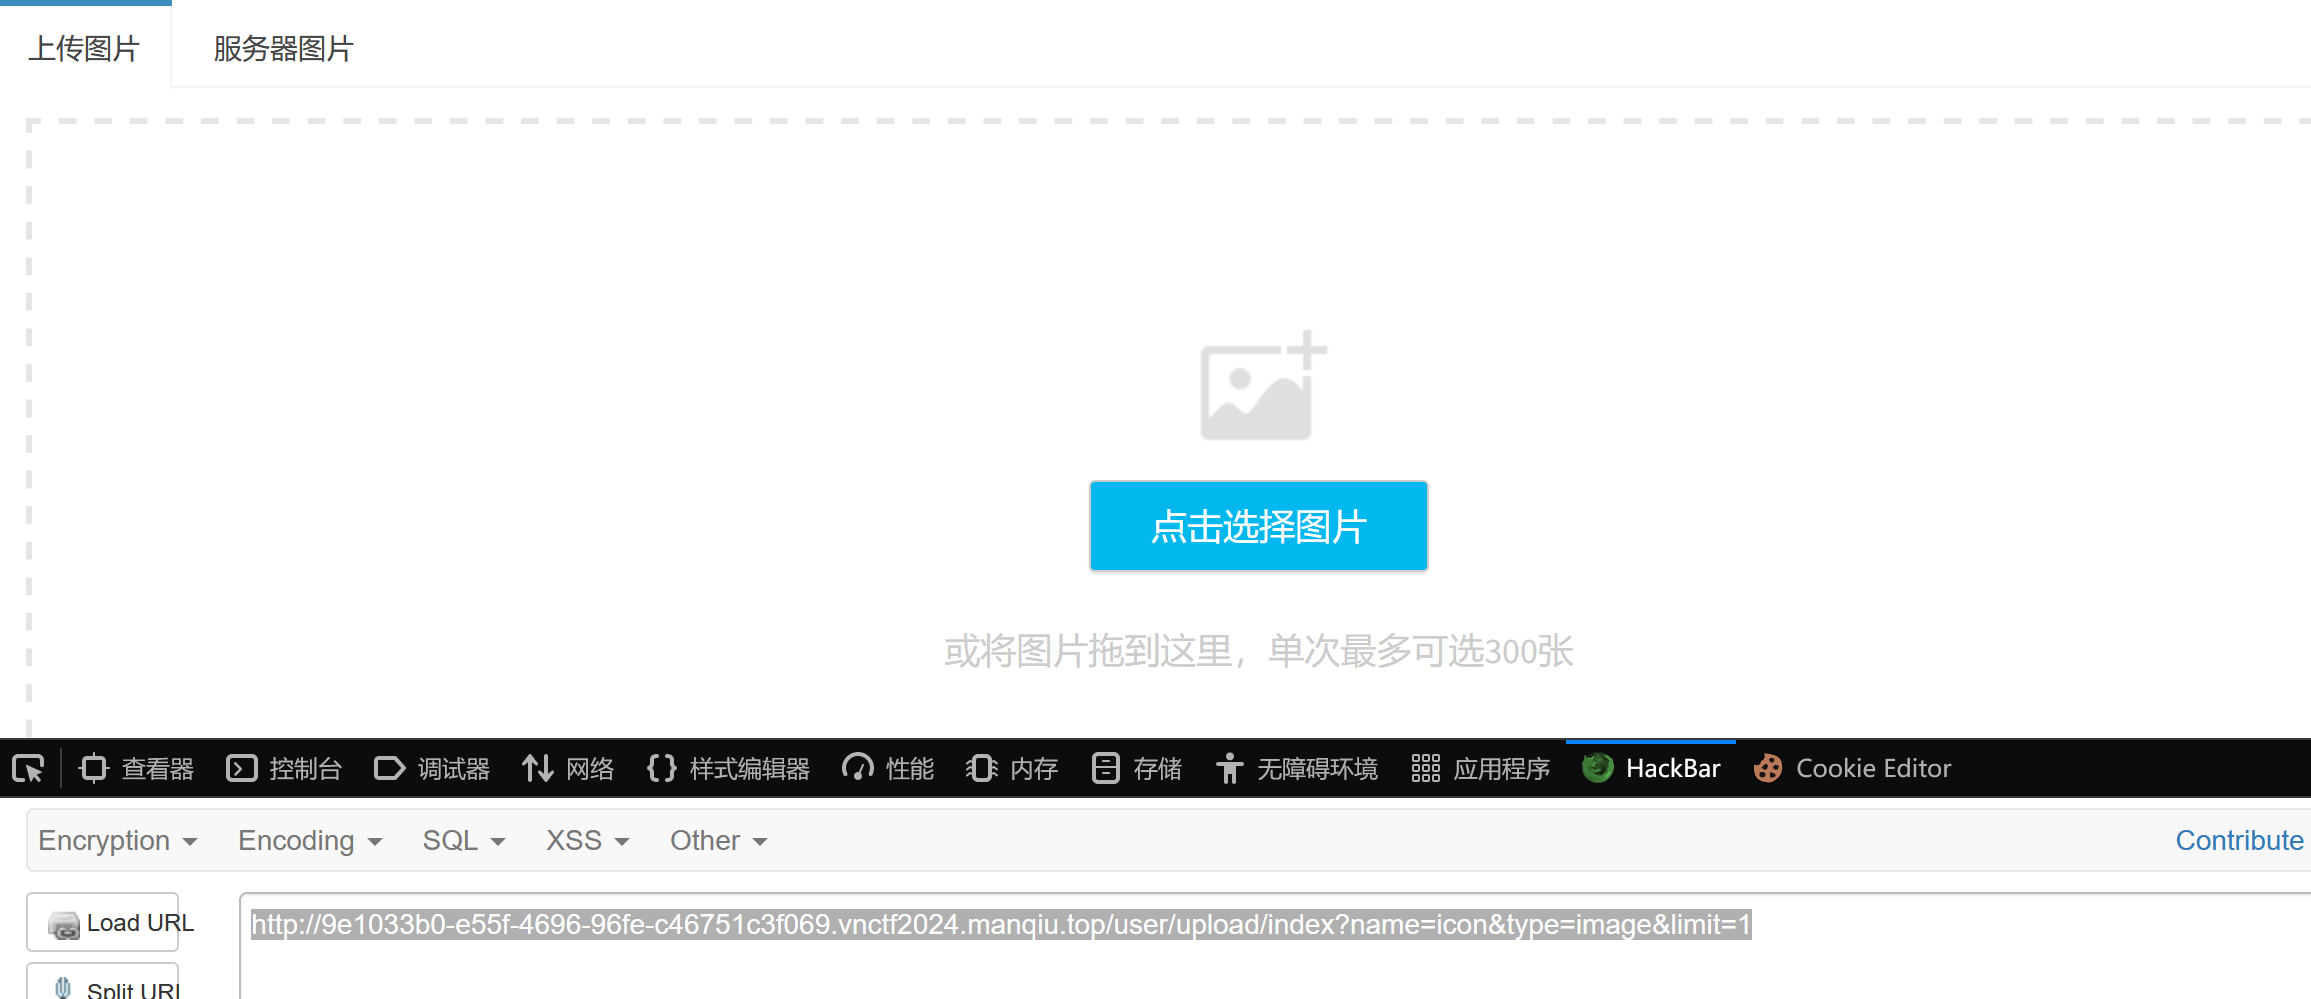 上传图片 服务器图片
点击选择图片
或将图片拖到这里，单次最多可选300张
查看器 控制台 调试器 网络 样式编辑器 性能 内存 存储 无障碍环境 应用程序 HackBar Cookie Editor
Encryption Encoding SQL XSS Other Contribute
Load URL http://9e1033b0-e55f-4696-96fe-c46751c3f069.vnctf2024.manqiu.top/user/upload/index?name=icon&type=image&limit=1
Split URL